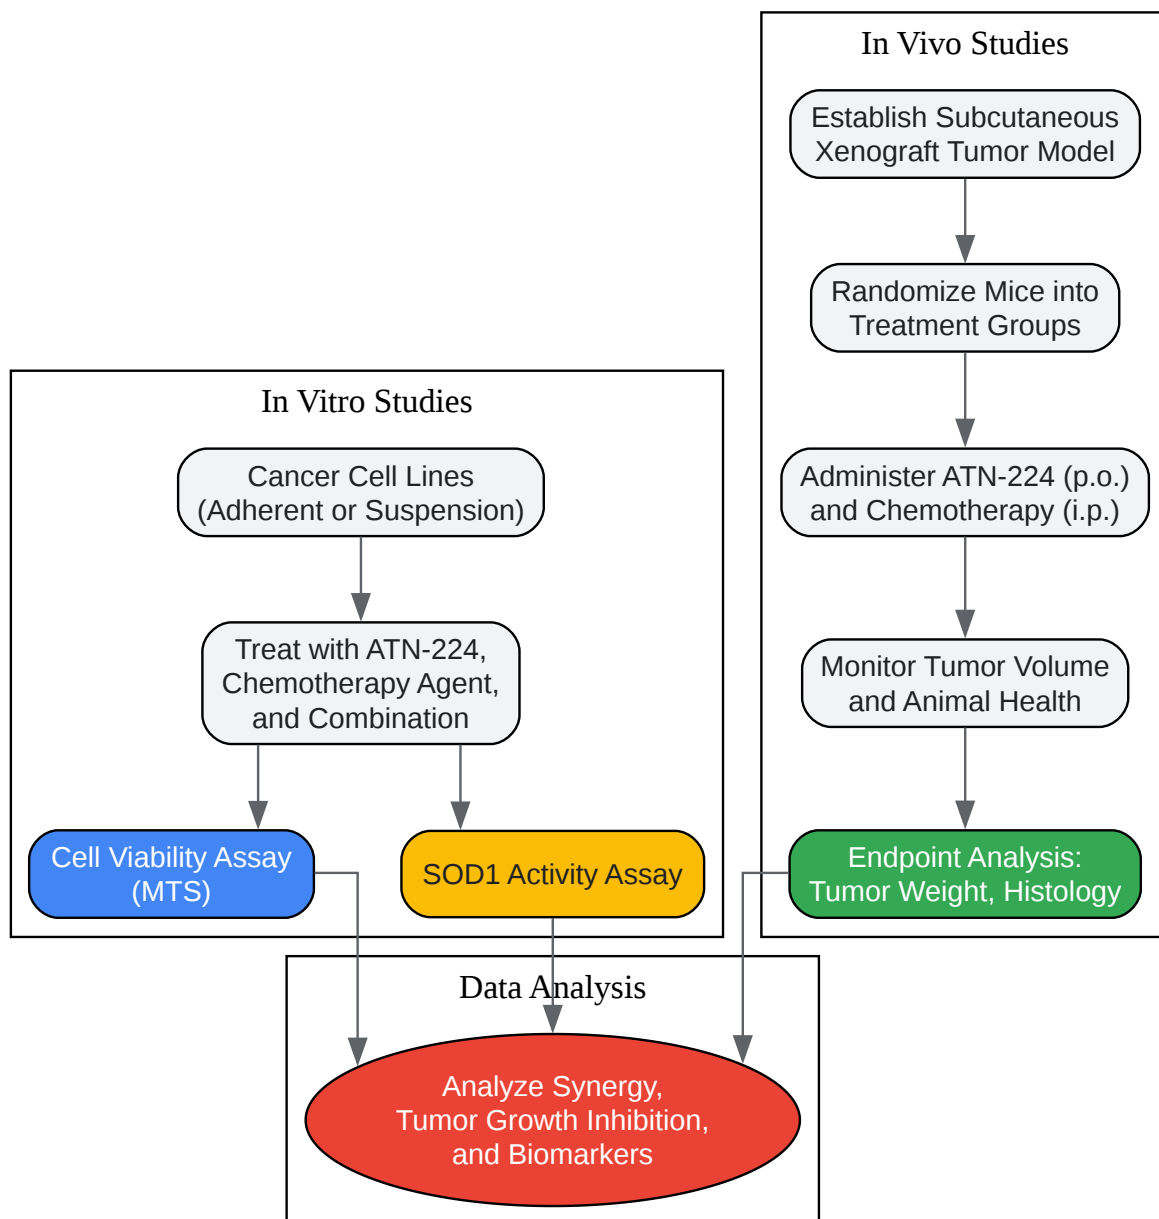 In Vivo Studies
Establish Subcutaneous
Xenograft Tumor Model
Randomize Mice into
Treatment Groups
Administer ATN-224 (p.o.)
and Chemotherapy (i.p.)
Monitor Tumor Volume
and Animal Health
Endpoint Analysis:
Tumor Weight, Histology
In Vitro Studies
Cancer Cell Lines
(Adherent or Suspension)
Treat with ATN-224,
Chemotherapy Agent,
and Combination
Cell Viability Assay
(MTS)
SOD1 Activity Assay
Data Analysis
Analyze Synergy,
Tumor Growth Inhibition,
and Biomarkers